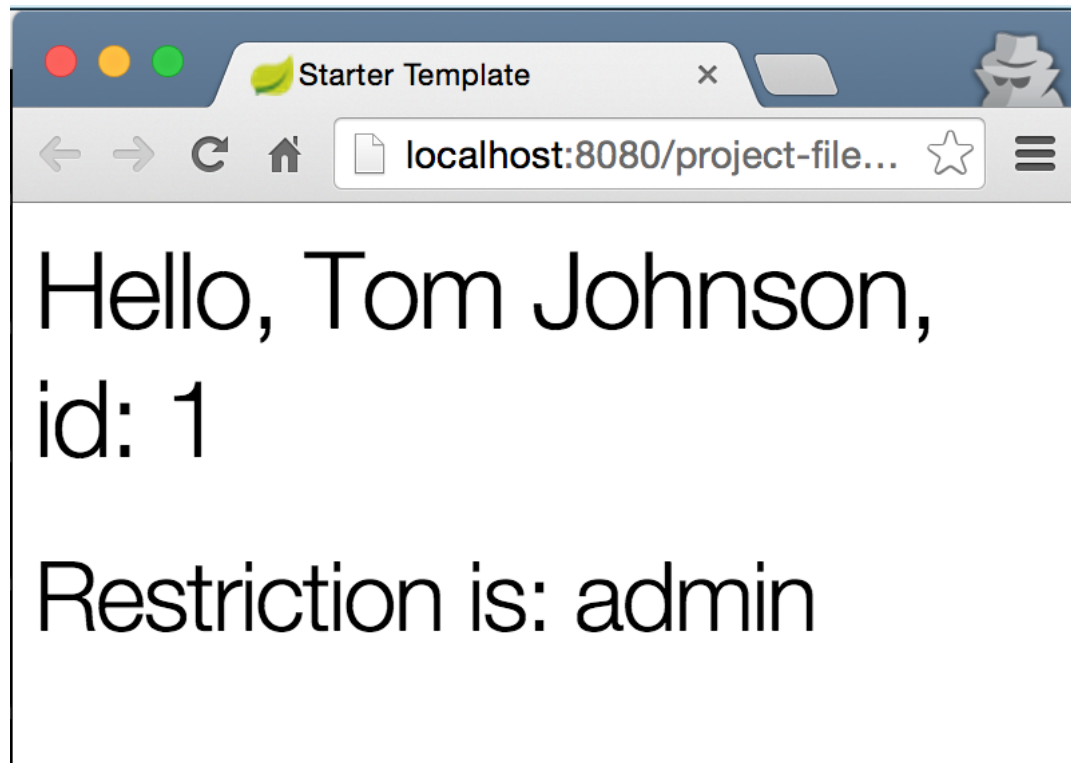 Starter Template
localhost:8080/project-file...
Hello, Tom Johnson,
id: 1
Restriction is: admin